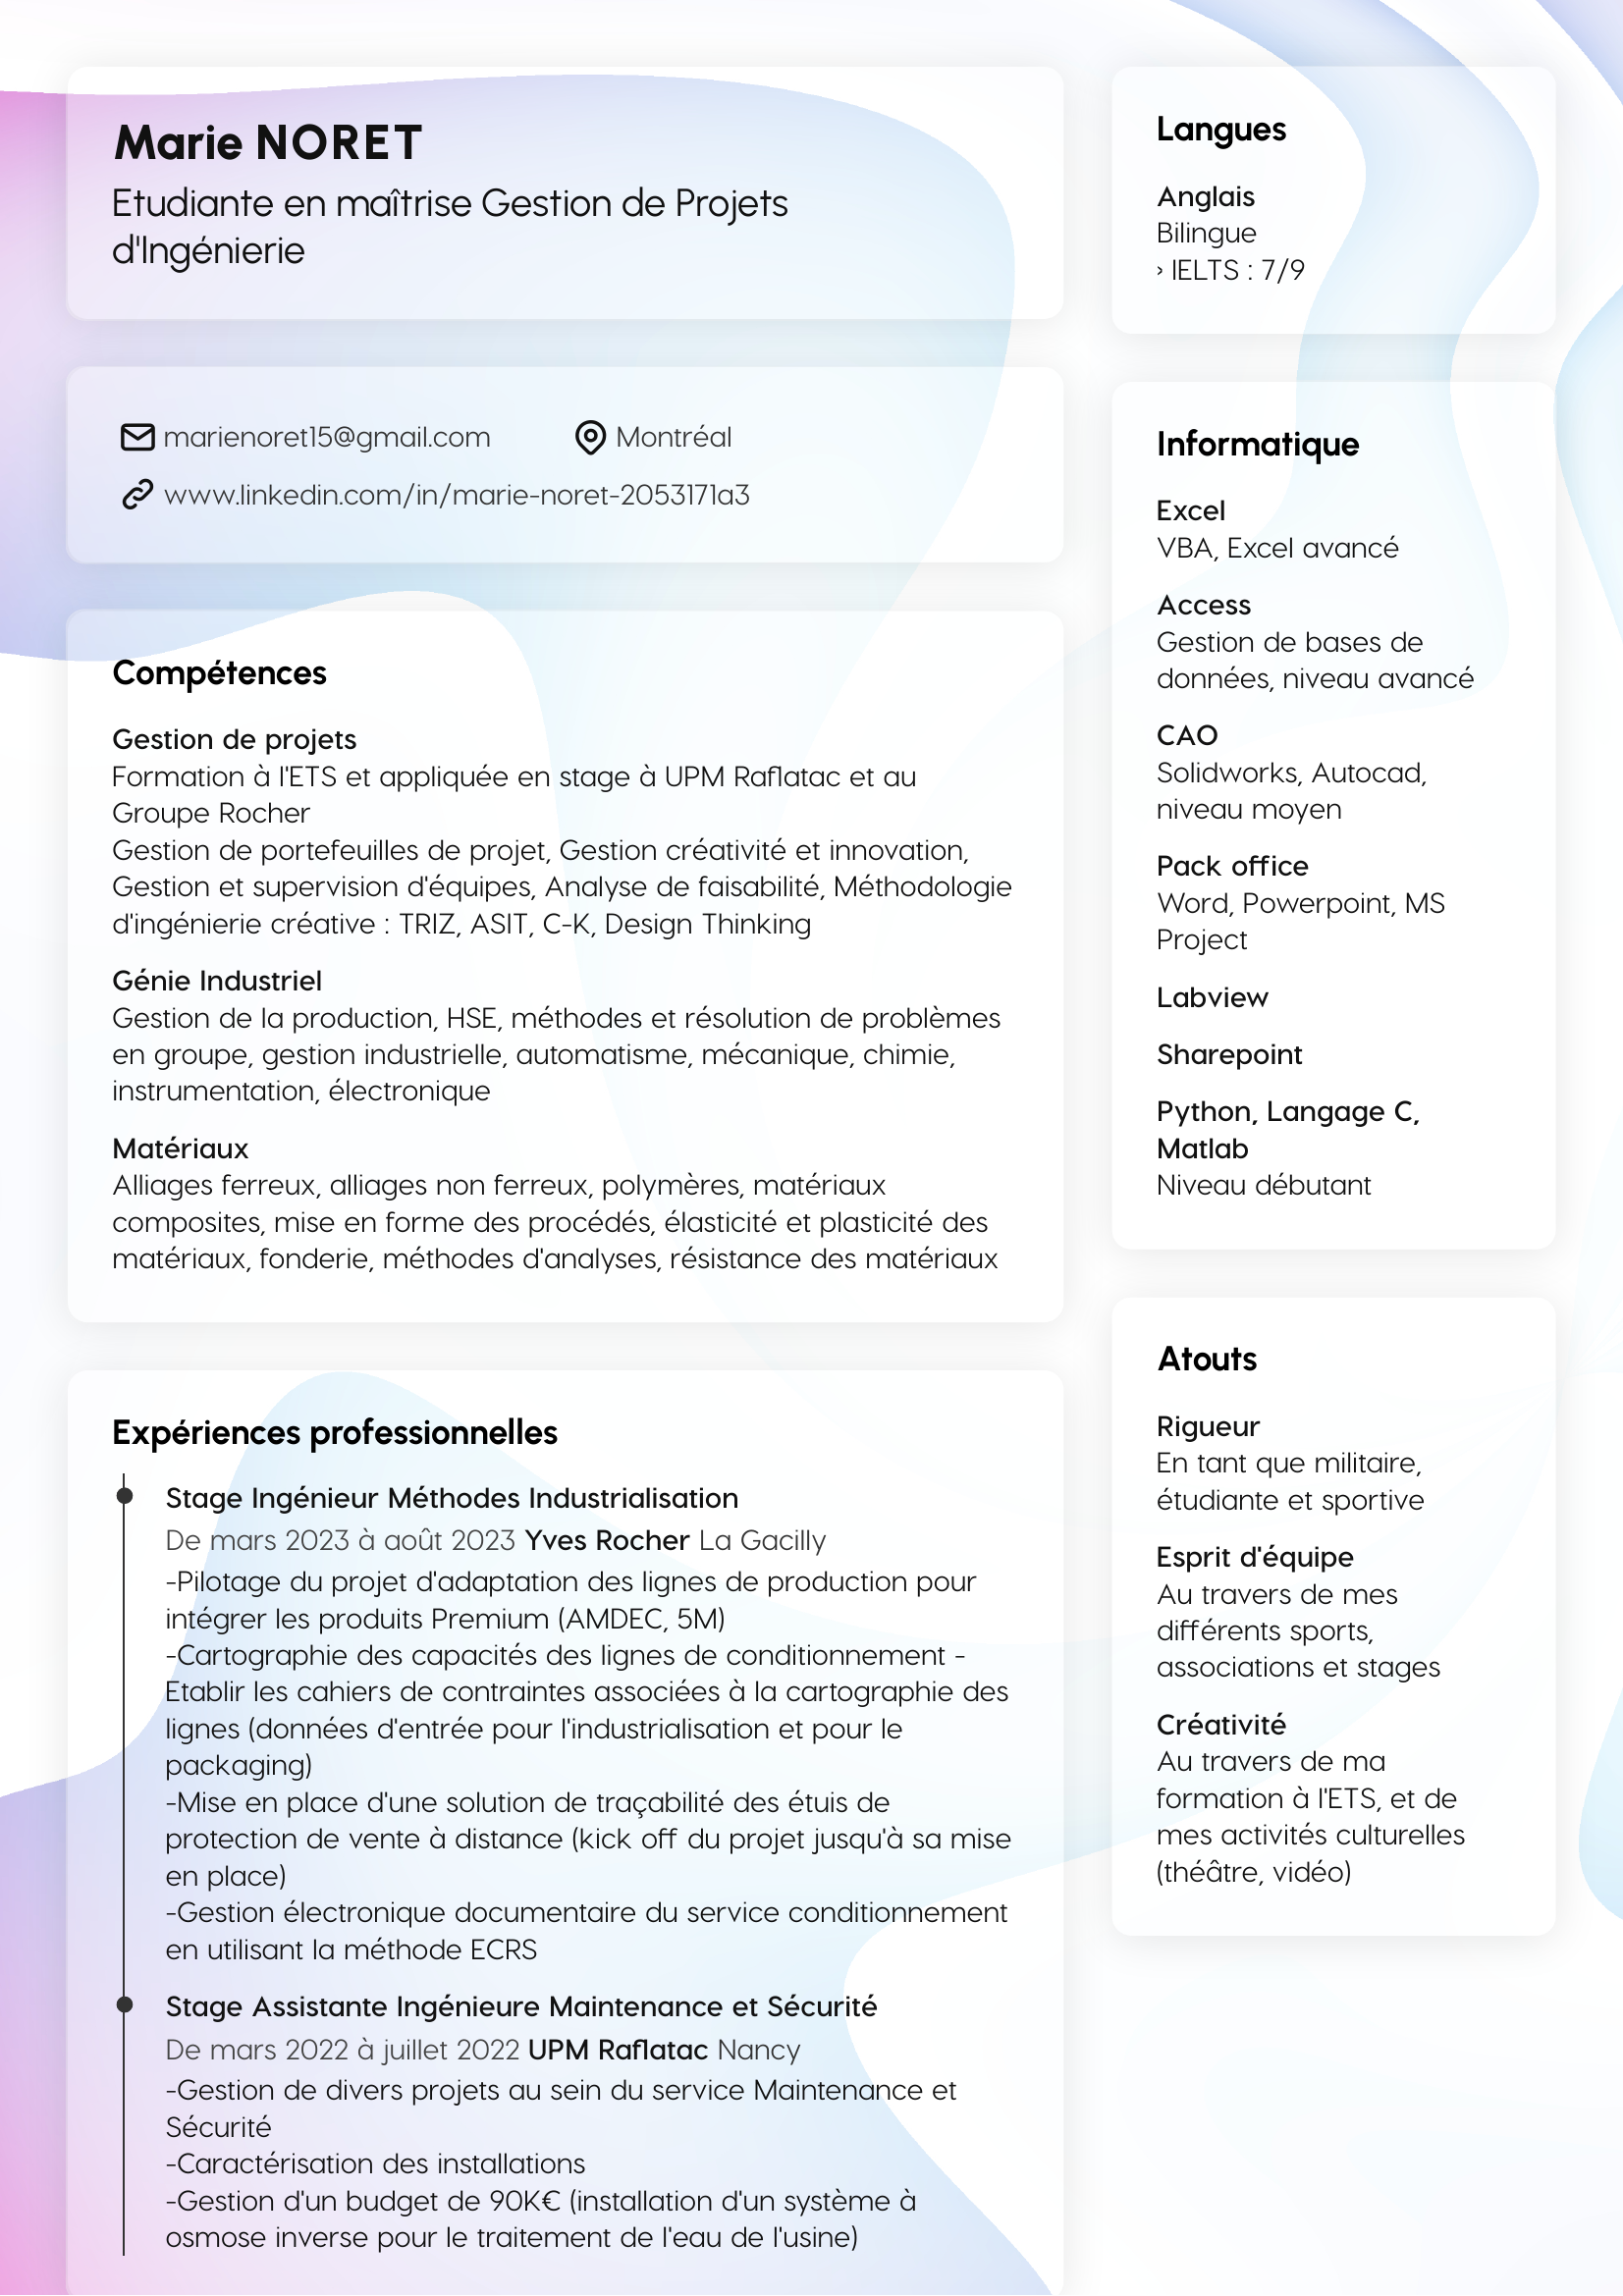 Marie NORET
Etudiante en maîtrise Gestion de Projets
d'Ingénierie
marienoret15@gmail.com
Montréal
www.linkedin.com/in/marie-noret-2053171a3
Compétences
Gestion de projets
Formation à l'ETS et appliquée en stage à UPM Raflatac et au
Groupe Rocher
Gestion de portefeuilles de projet, Gestion créativité et innovation,
Gestion et supervision d'équipes, Analyse de faisabilité, Méthodologie
d'ingénierie créative : TRIZ, ASIT, C-K, Design Thinking
Génie Industriel
Gestion de la production, HSE, méthodes et résolution de problèmes
en groupe, gestion industrielle, automatisme, mécanique, chimie,
instrumentation, électronique
Matériaux
Alliages ferreux, alliages non ferreux, polymères, matériaux
composites, mise en forme des procédés, élasticité et plasticité des
matériaux, fonderie, méthodes d'analyses, résistance des matériaux
Expériences professionnelles
Stage Ingénieur Méthodes Industrialisation
De mars 2023 à août 2023 Yves Rocher La Gacilly
-Pilotage du projet d'adaptation des lignes de production pour
intégrer les produits Premium (AMDEC, 5M)
-Cartographie des capacités des lignes de conditionnement -
Etablir les cahiers de contraintes associées à la cartographie des
lignes (données d'entrée pour l'industrialisation et pour le
packaging)
-Mise en place d'une solution de traçabilité des étuis de
protection de vente à distance (kick off du projet jusqu'à sa mise
en place)
-Gestion électronique documentaire du service conditionnement
en utilisant la méthode ECRS
Stage Assistante Ingénieure Maintenance et Sécurité
De mars 2022 à juillet 2022 UPM Raflatac Nancy
-Gestion de divers projets au sein du service Maintenance et
Sécurité
-Caractérisation des installations
-Gestion d'un budget de 90K€ (installation d'un système à
osmose inverse pour le traitement de l'eau de l'usine)
Langues
Anglais
Bilingue
› IELTS : 7/9
Informatique
Excel
VBA, Excel avancé
Access
Gestion de bases de
données, niveau avancé
CAO
Solidworks, Autocad,
niveau moyen
Pack office
Word, Powerpoint, MS
Project
Labview
Sharepoint
Python, Langage C,
Matlab
Niveau débutant
Atouts
Rigueur
En tant que militaire,
étudiante et sportive
Esprit d'équipe
Au travers de mes
différents sports,
associations et stages
Créativité
Au travers de ma
formation à l'ETS, et de
mes activités culturelles
(théâtre, vidéo)